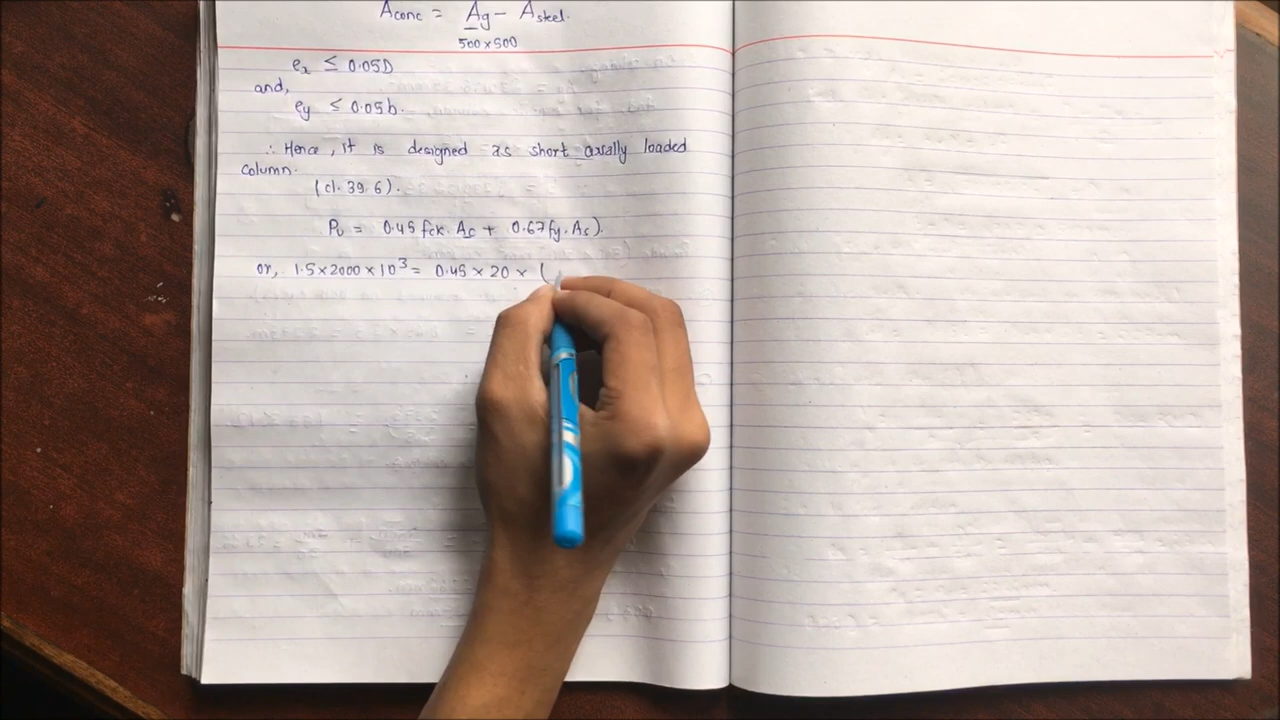 Aconc = Ag - Asteel.
500×500
ex ≤ 0.05D
and,
ey ≤ 0.05b.
∴ Hence, it is designed as short axially loaded
column.
(cl. 39.6).
Pu = 0.45 fck. Ac + 0.67fy. As).
or, 1.5×2000×10³ = 0.45 × 20 × (